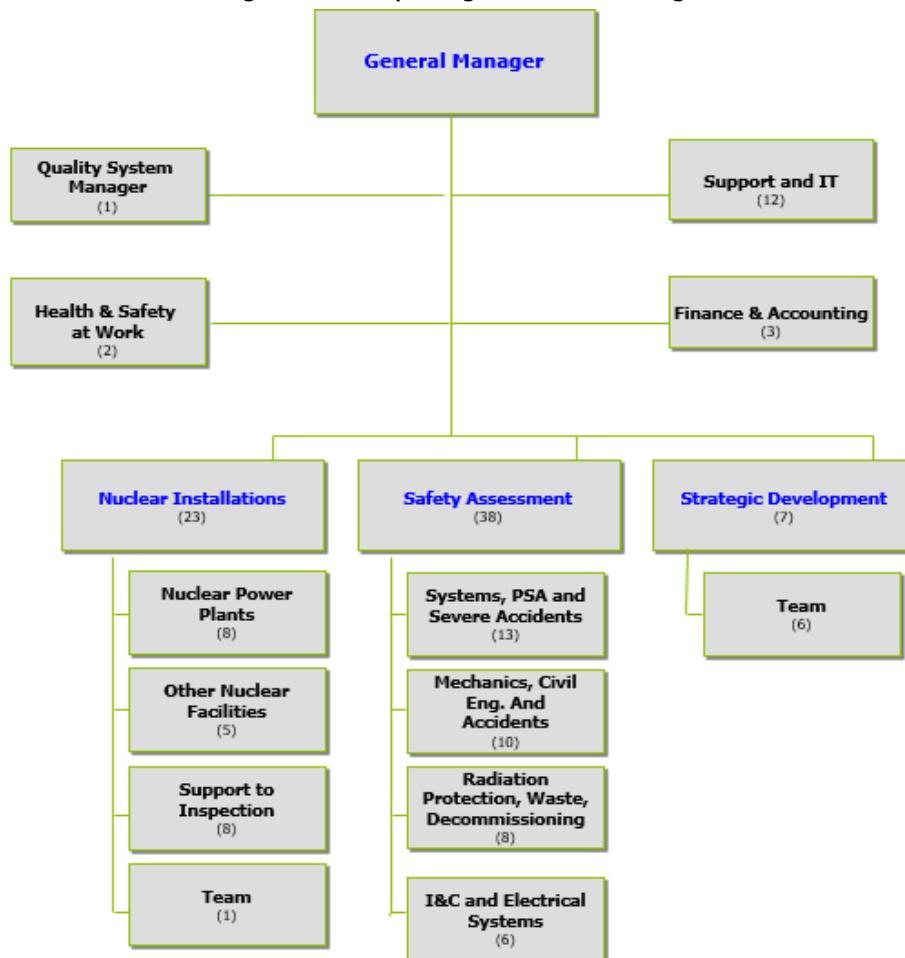 General Manager
Quality System
Manager
(1)
Support and IT
(12)
Health & Safety
at Work
(2)
Finance & Accounting
(3)
Nuclear Installations
(23)
Safety Assessment
(38)
Strategic Development
(7)
Nuclear Power
Plants
(8)
Other Nuclear
Facilities
(5)
Support to
Inspection
(8)
Team
(1)
Systems, PSA and
Severe Accidents
(13)
Mechanics, Civil
Eng. And
Accidents
(10)
Radiation
Protection, Waste,
Decommissioning
(8)
I&C and Electrical
Systems
(6)
Team
(6)